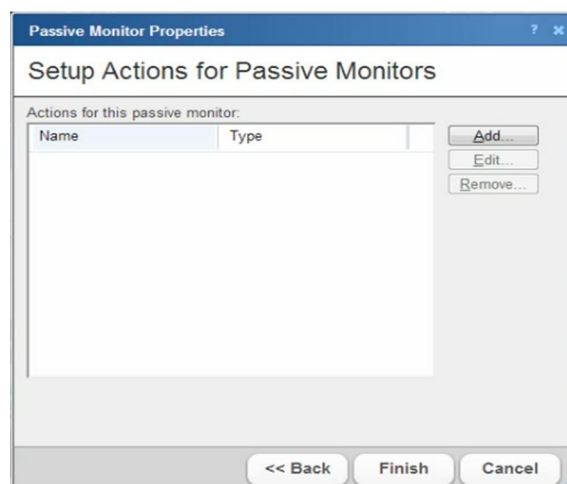 Passive Monitor Properties ?
Setup Actions for Passive Monitors
Actions for this passive monitor:
Name Type
Add...
Edit...
Remove...
<< Back Finish Cancel